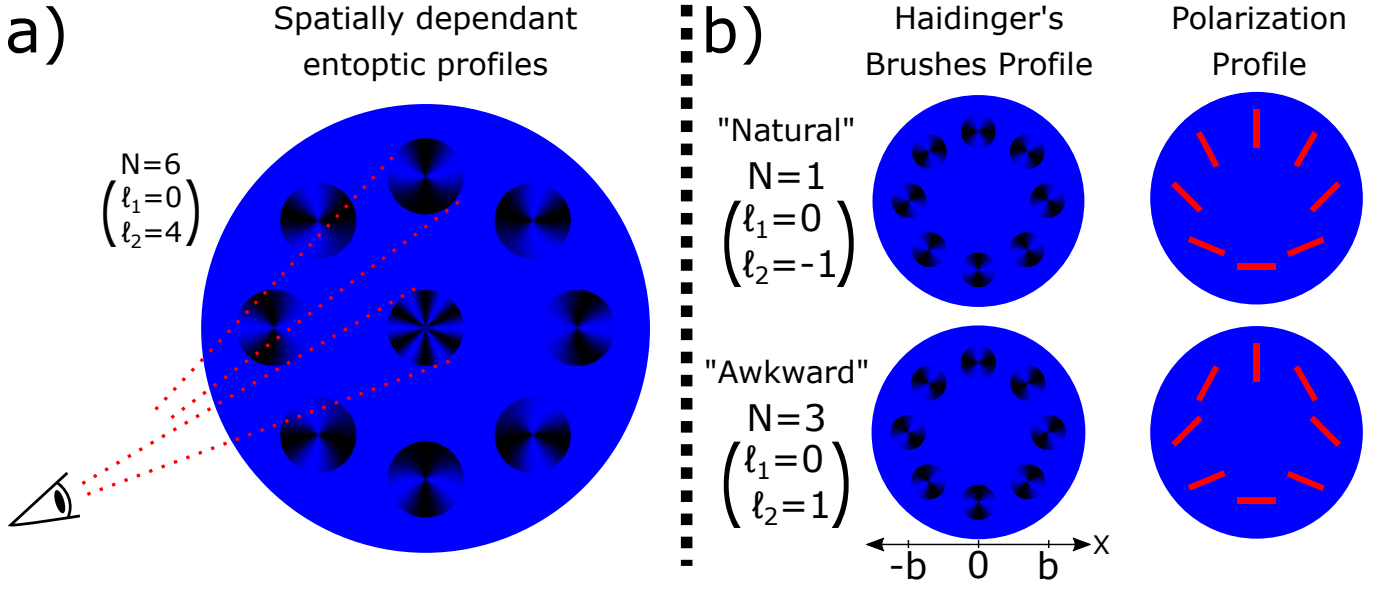 a)
Spatially dependant
entoptic profiles
N=6
ℓ₁=0
ℓ₂=4
b)
Haidinger's
Brushes Profile
Polarization
Profile
"Natural"
N=1
ℓ₁=0
ℓ₂=-1
"Awkward"
N=3
ℓ₁=0
ℓ₂=1
-b 0 b X